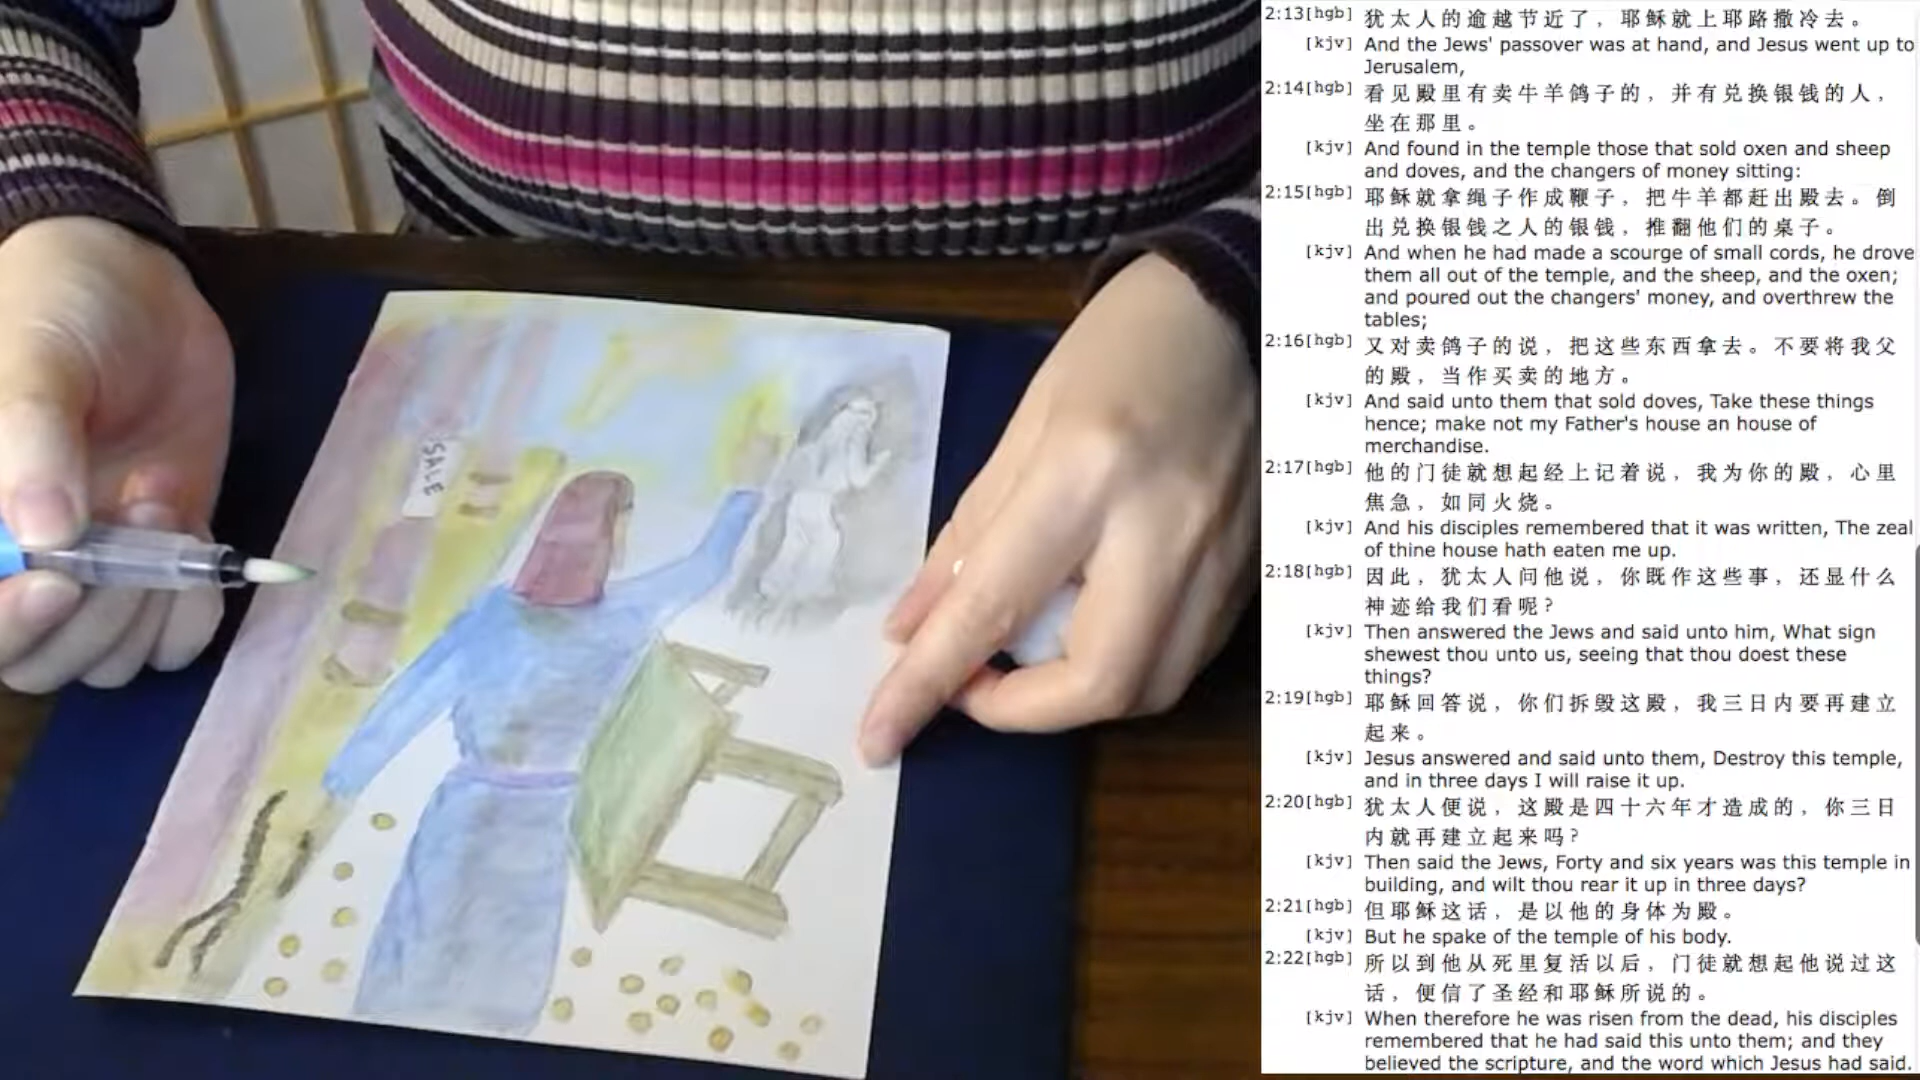 SALE
2:13[hgb] 犹太人的逾越节近了，耶稣就上耶路撒冷去。
[kjv] And the Jews' passover was at hand, and Jesus went up to
Jerusalem,
2:14[hgb] 看见殿里有卖牛羊鸽子的，并有兑换银钱的人，
坐在那里。
[kjv] And found in the temple those that sold oxen and sheep
and doves, and the changers of money sitting:
2:15[hgb] 耶稣就拿绳子作成鞭子，把牛羊都赶出殿去。倒
出兑换银钱之人的银钱，推翻他们的桌子。
[kjv] And when he had made a scourge of small cords, he drove
them all out of the temple, and the sheep, and the oxen;
and poured out the changers' money, and overthrew the
tables;
2:16[hgb] 又对卖鸽子的说，把这些东西拿去。不要将我父
的殿，当作买卖的地方。
[kjv] And said unto them that sold doves, Take these things
hence; make not my Father's house an house of
merchandise.
2:17[hgb] 他的门徒就想起经上记着说，我为你的殿，心里
焦急，如同火烧。
[kjv] And his disciples remembered that it was written, The zeal
of thine house hath eaten me up.
2:18[hgb] 因此，犹太人问他说，你既作这些事，还显什么
神迹给我们看呢？
[kjv] Then answered the Jews and said unto him, What sign
shewest thou unto us, seeing that thou doest these
things?
2:19[hgb] 耶稣回答说，你们拆毁这殿，我三日内要再建立
起来。
[kjv] Jesus answered and said unto them, Destroy this temple,
and in three days I will raise it up.
2:20[hgb] 犹太人便说，这殿是四十六年才造成的，你三日
内就再建立起来吗？
[kjv] Then said the Jews, Forty and six years was this temple in
building, and wilt thou rear it up in three days?
2:21[hgb] 但耶稣这话，是以他的身体为殿。
[kjv] But he spake of the temple of his body.
2:22[hgb] 所以到他从死里复活以后，门徒就想起他说过这
话，便信了圣经和耶稣所说的。
[kjv] When therefore he was risen from the dead, his disciples
remembered that he had said this unto them; and they
believed the scripture, and the word which Jesus had said.